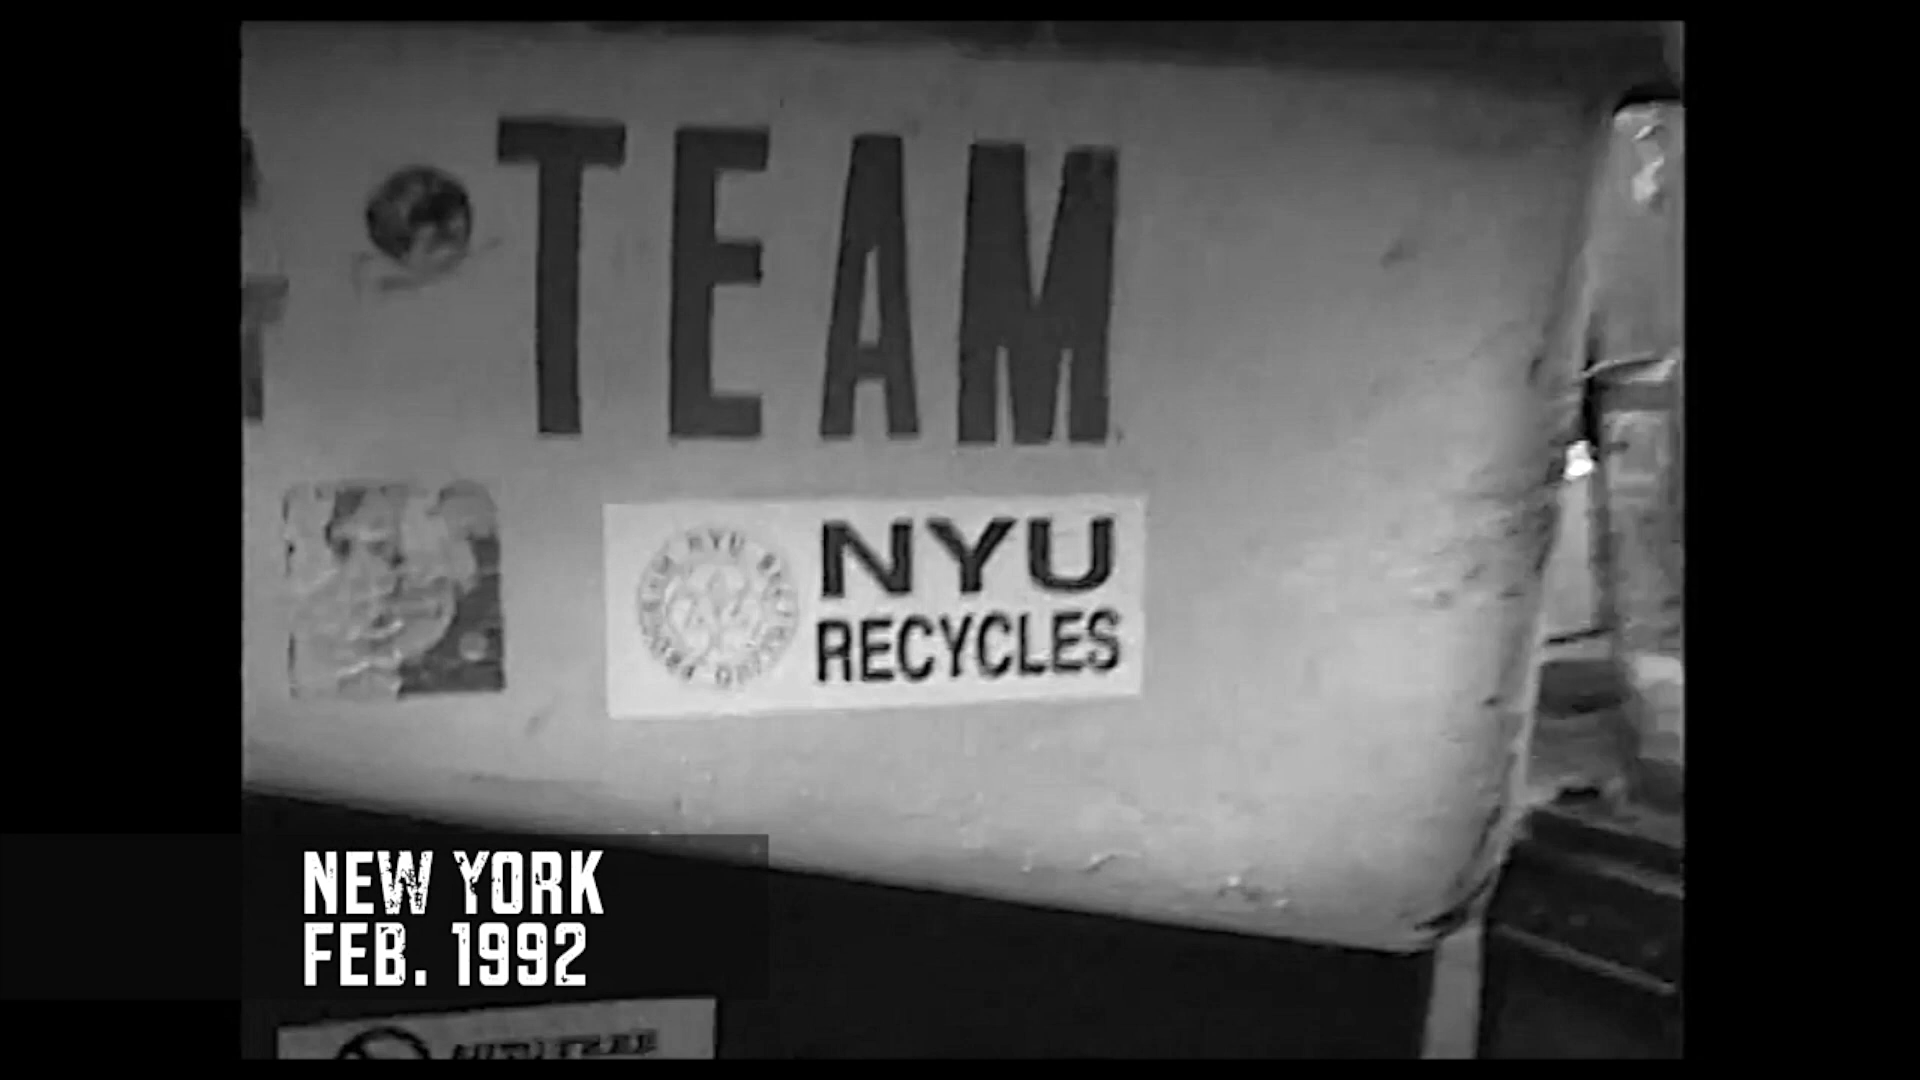 TEAM
NYU
RECYCLES
NEW YORK
FEB. 1992